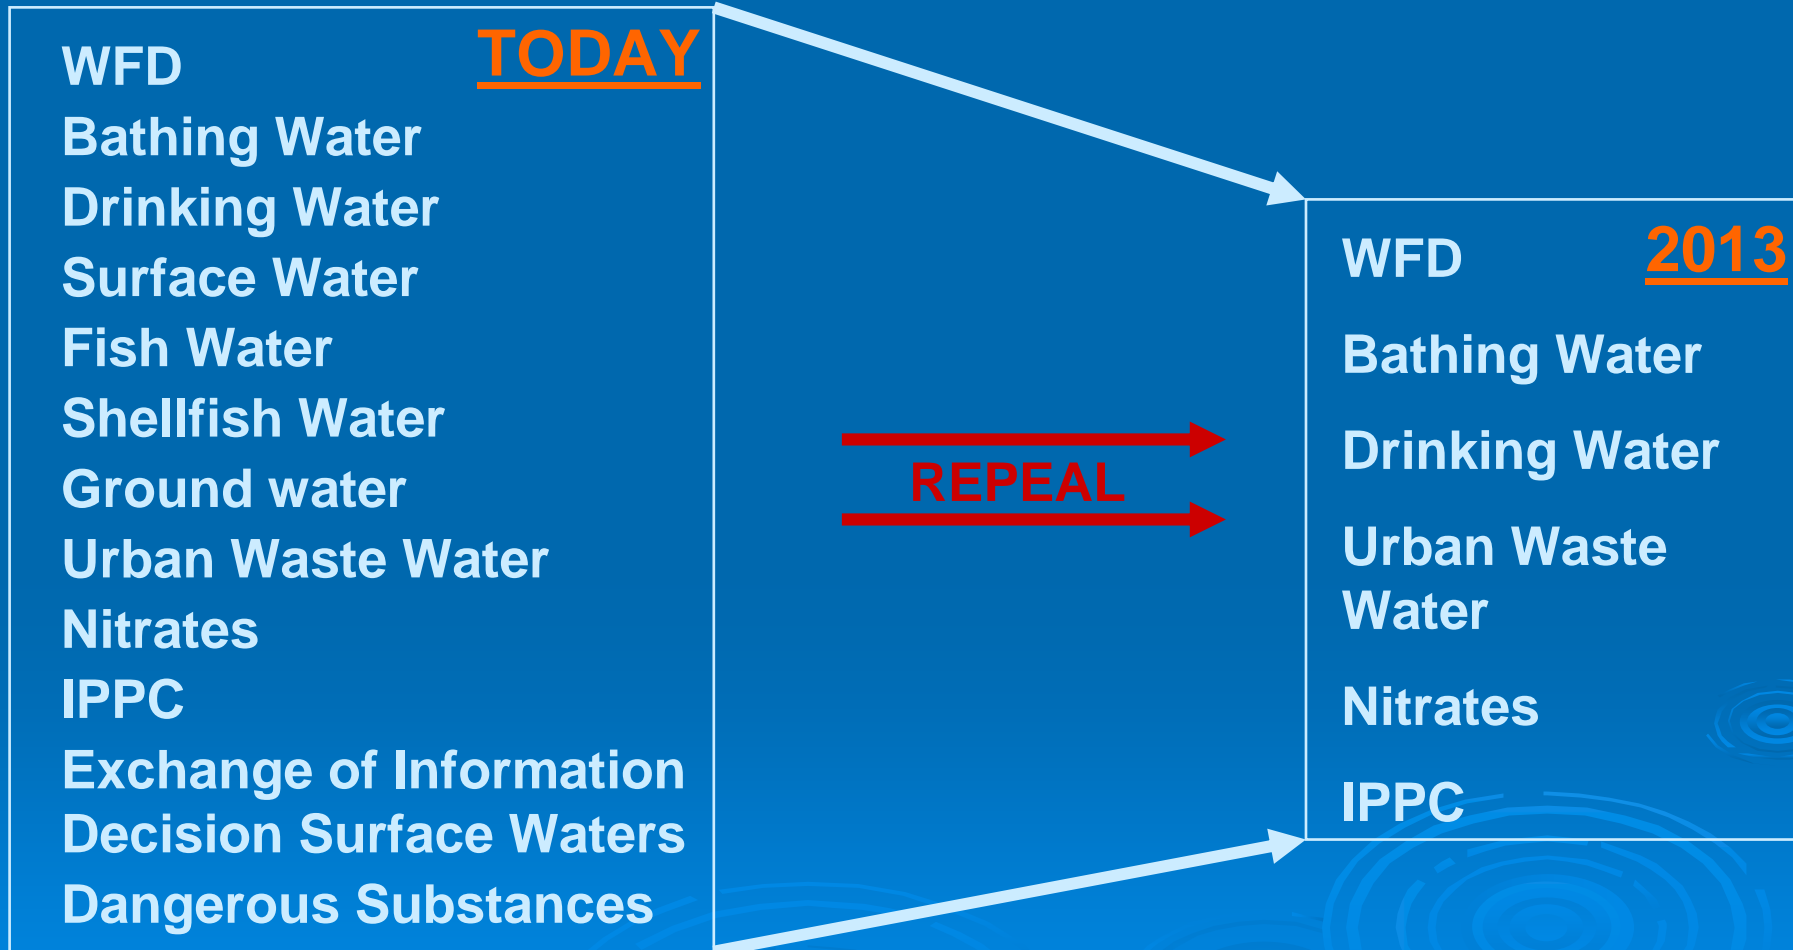 TODAY
WFD
Bathing Water
Drinking Water
Surface Water
Fish Water
Shellfish Water
Ground water
Urban Waste Water
Nitrates
IPPC
Exchange of Information
Decision Surface Waters
Dangerous Substances
REPEAL
2013
WFD
Bathing Water
Drinking Water
Urban Waste
Water
Nitrates
IPPC